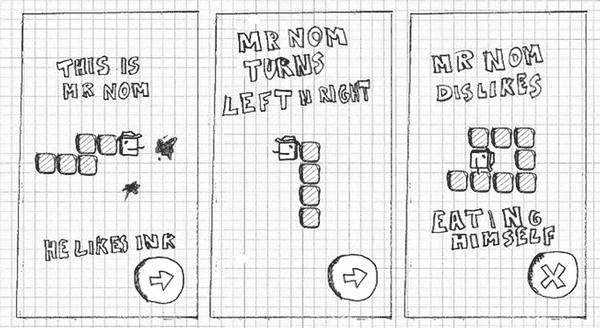 THIS IS
MR NOM
HE LIKES INK
MR NOM
TURNS
LEFT N RIGHT
MR NOM
DISLIKES
EATING
HIMSELF